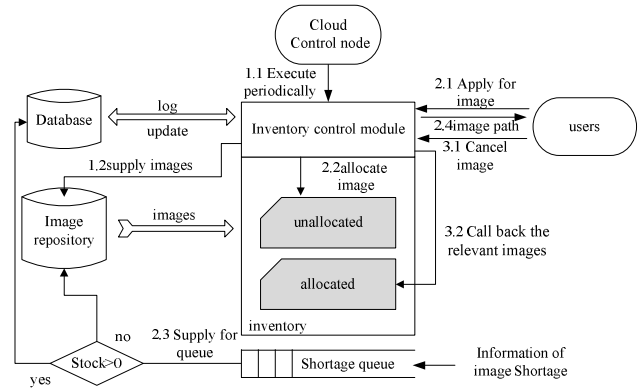 Cloud
Control node
1.1 Execute
periodically
2.1 Apply for
image
log
Database
update
Inventory control module
2.4image path
users
3.1 Cancel
image
1.2supply images
2.2allocate
image
Image
repository
images
unallocated
3.2 Call back the
relevant images
allocated
inventory
no
2,3 Supply for
queue
Stock>0
yes
Shortage queue
Information of
image Shortage